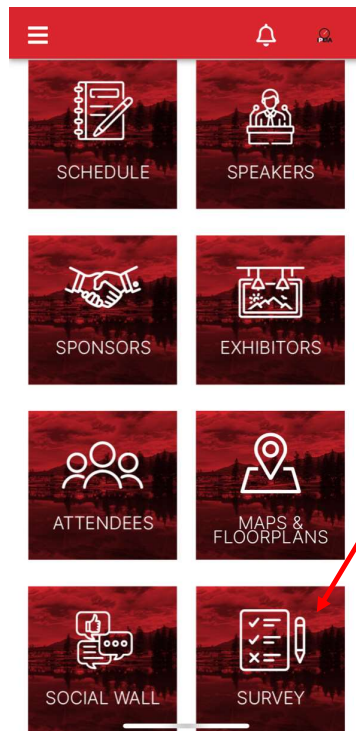 SCHEDULE
SPEAKERS
SPONSORS
EXHIBITORS
ATTENDEES
MAPS &
FLOORPLANS
SOCIAL WALL
SURVEY